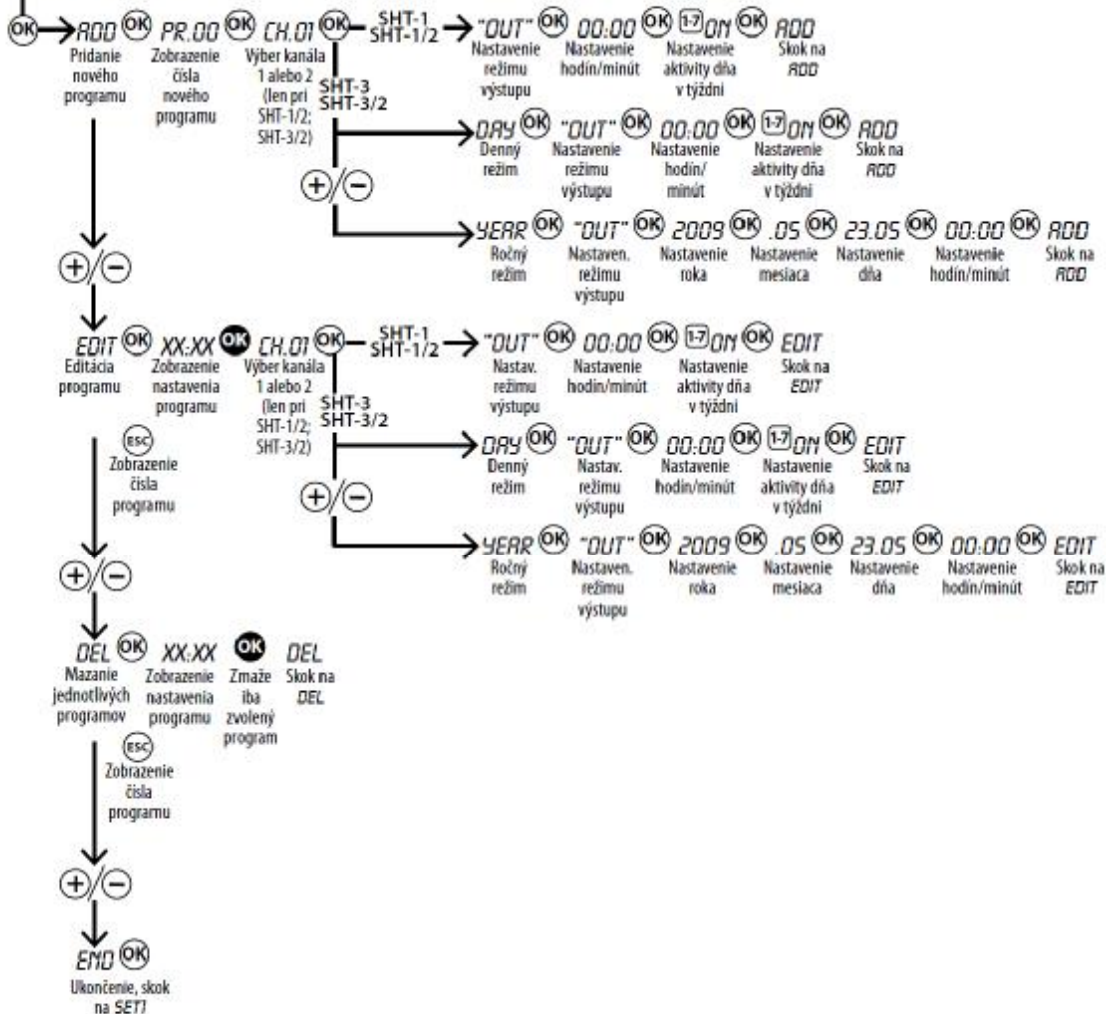 OK ADD OK PR.00 OK CH.01 OK SHT-1 SHT-1/2 "OUT" OK 00:00 OK 1-7 ON OK ADD
Pridanie nového programu
Zobrazenie čísla nového programu
Výber kanála 1 alebo 2 (len pri SHT-1/2; SHT-3/2)
Nastavenie režimu výstupu
Nastavenie hodín/minút
Nastavenie aktivity dňa v týždni
Skok na ADD
SHT-3
SHT-3/2
DAY OK "OUT" OK 00:00 OK 1-7 ON OK ADD
Denný režim
Nastavenie režimu výstupu
Nastavenie hodín/ minút
Nastavenie aktivity dňa v týždni
Skok na ADD
+/−
YEAR OK "OUT" OK 2009 OK .05 OK 23.05 OK 00:00 OK ADD
Ročný režim
Nastaven. režimu výstupu
Nastavenie roka
Nastavenie mesiaca
Nastavenie dňa
Nastavenie hodín/minút
Skok na ADD
+/−
EDIT OK XX:XX OK CH.01 OK SHT-1 SHT-1/2 "OUT" OK 00:00 OK 1-7 ON OK EDIT
Editácia programu
Zobrazenie nastavenia programu
Výber kanála 1 alebo 2 (len pri SHT-1/2; SHT-3/2)
Nastav. režimu výstupu
Nastavenie hodín/minút
Nastavenie aktivity dňa v týždni
Skok na EDIT
SHT-3
SHT-3/2
ESC
Zobrazenie čísla programu
DAY OK "OUT" OK 00:00 OK 1-7 ON OK EDIT
Denný režim
Nastav. režimu výstupu
Nastavenie hodín/minút
Nastavenie aktivity dňa v týždni
Skok na EDIT
+/−
YEAR OK "OUT" OK 2009 OK .05 OK 23.05 OK 00:00 OK EDIT
Ročný režim
Nastaven. režimu výstupu
Nastavenie roka
Nastavenie mesiaca
Nastavenie dňa
Nastavenie hodín/minút
Skok na EDIT
+/−
DEL OK XX:XX OK DEL
Mazanie jednotlivých programov
Zobrazenie nastavenia programu
Zmaže iba zvolený program
Skok na DEL
ESC
Zobrazenie čísla programu
+/−
END OK
Ukončenie, skok
na SET1